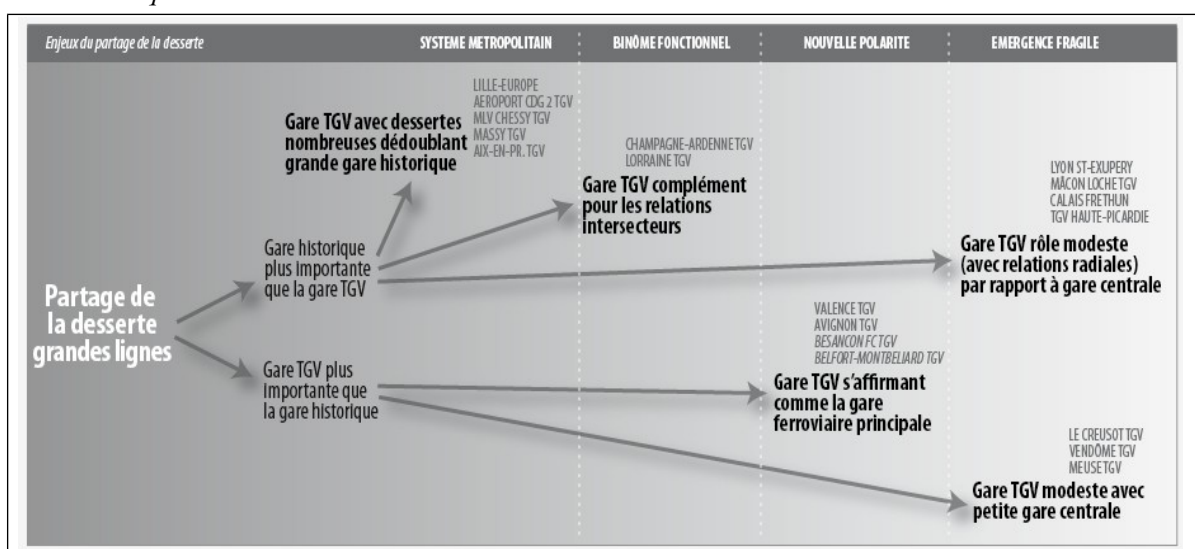 Enjeux du partage de la desserte
SYSTEME METROPOLITAIN
BINÔME FONCTIONNEL
NOUVELLE POLARITE
EMERGENCE FRAGILE
LILLE-EUROPE
AEROPORT CDG 2 TGV
MLV CHESSY TGV
MASSY TGV
AIX-EN-PR. TGV
Gare TGV avec dessertes
nombreuses dédoublant
grande gare historique
CHAMPAGNE-ARDENNE TGV
LORRAINE TGV
Gare TGV complément
pour les relations
intersecteurs
LYON ST-EXUPERY
MÂCON LOCHE TGV
CALAIS FRETHUN
TGV HAUTE-PICARDIE
Gare TGV rôle modeste
(avec relations radiales)
par rapport à gare centrale
Gare historique
plus importante
que la gare TGV
Partage de
la desserte
grandes lignes
Gare TGV plus
importante que
la gare historique
VALENCE TGV
AVIGNON TGV
BESANCON FC TGV
BELFORT-MONTBELIARD TGV
Gare TGV s'affirmant
comme la gare
ferroviaire principale
LE CREUSOT TGV
VENDÔME TGV
MEUSE TGV
Gare TGV modeste avec
petite gare centrale